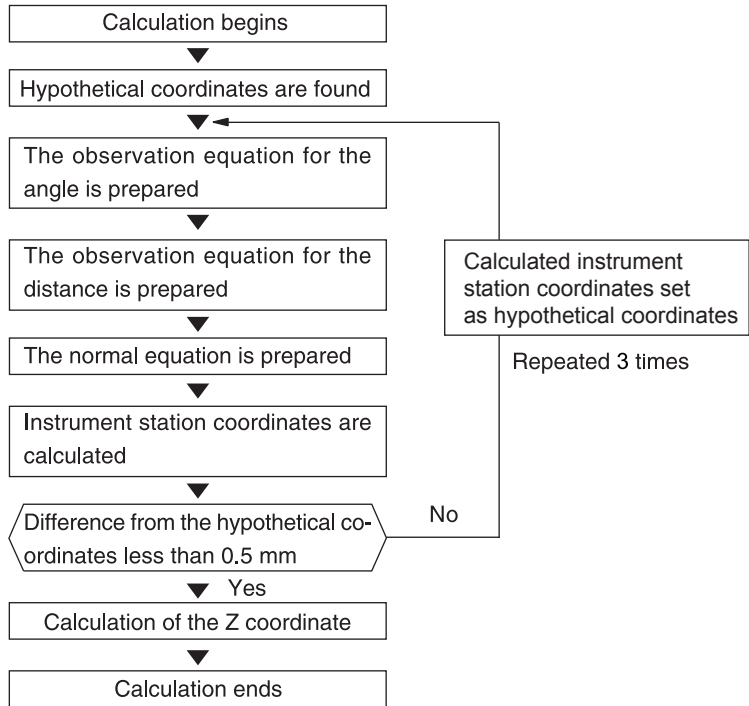 Calculation begins
Hypothetical coordinates are found
The observation equation for the
angle is prepared
The observation equation for the
distance is prepared
The normal equation is prepared
Instrument station coordinates are
calculated
Difference from the hypothetical co-
ordinates less than 0.5 mm
No
Calculated instrument
station coordinates set
as hypothetical coordinates
Repeated 3 times
Yes
Calculation of the Z coordinate
Calculation ends